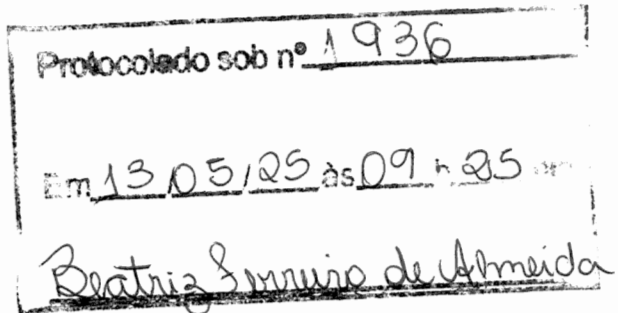 Protocolado sob nº 1936
Em 13/05/25 às 09 h 25
Beatriz Ferreira de Almeida